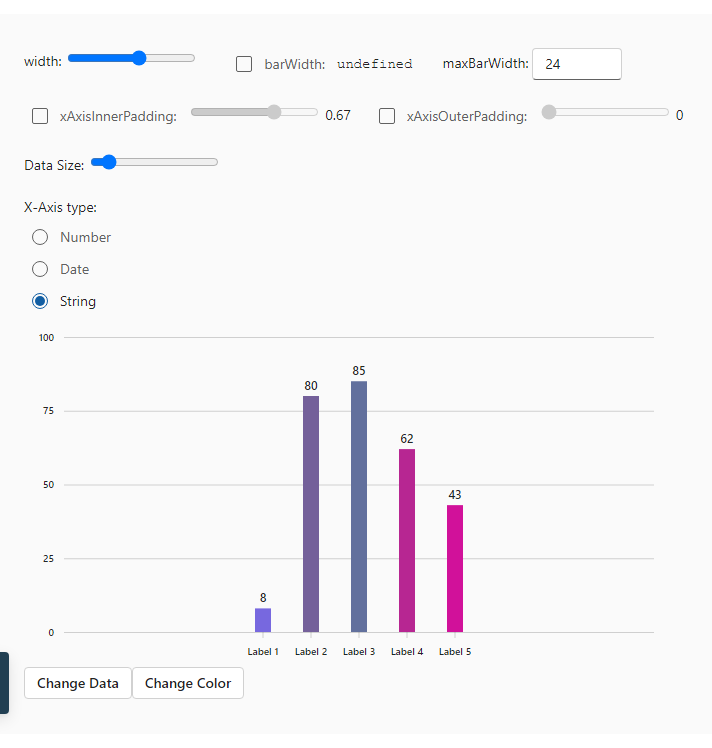 width: barWidth: undefined maxBarWidth: 24
xAxisInnerPadding: 0.67 xAxisOuterPadding: 0
Data Size:
X-Axis type:
Number
Date
String
100
85
80
75
62
50
43
25
8
0
Label 1 Label 2 Label 3 Label 4 Label 5
Change Data Change Color